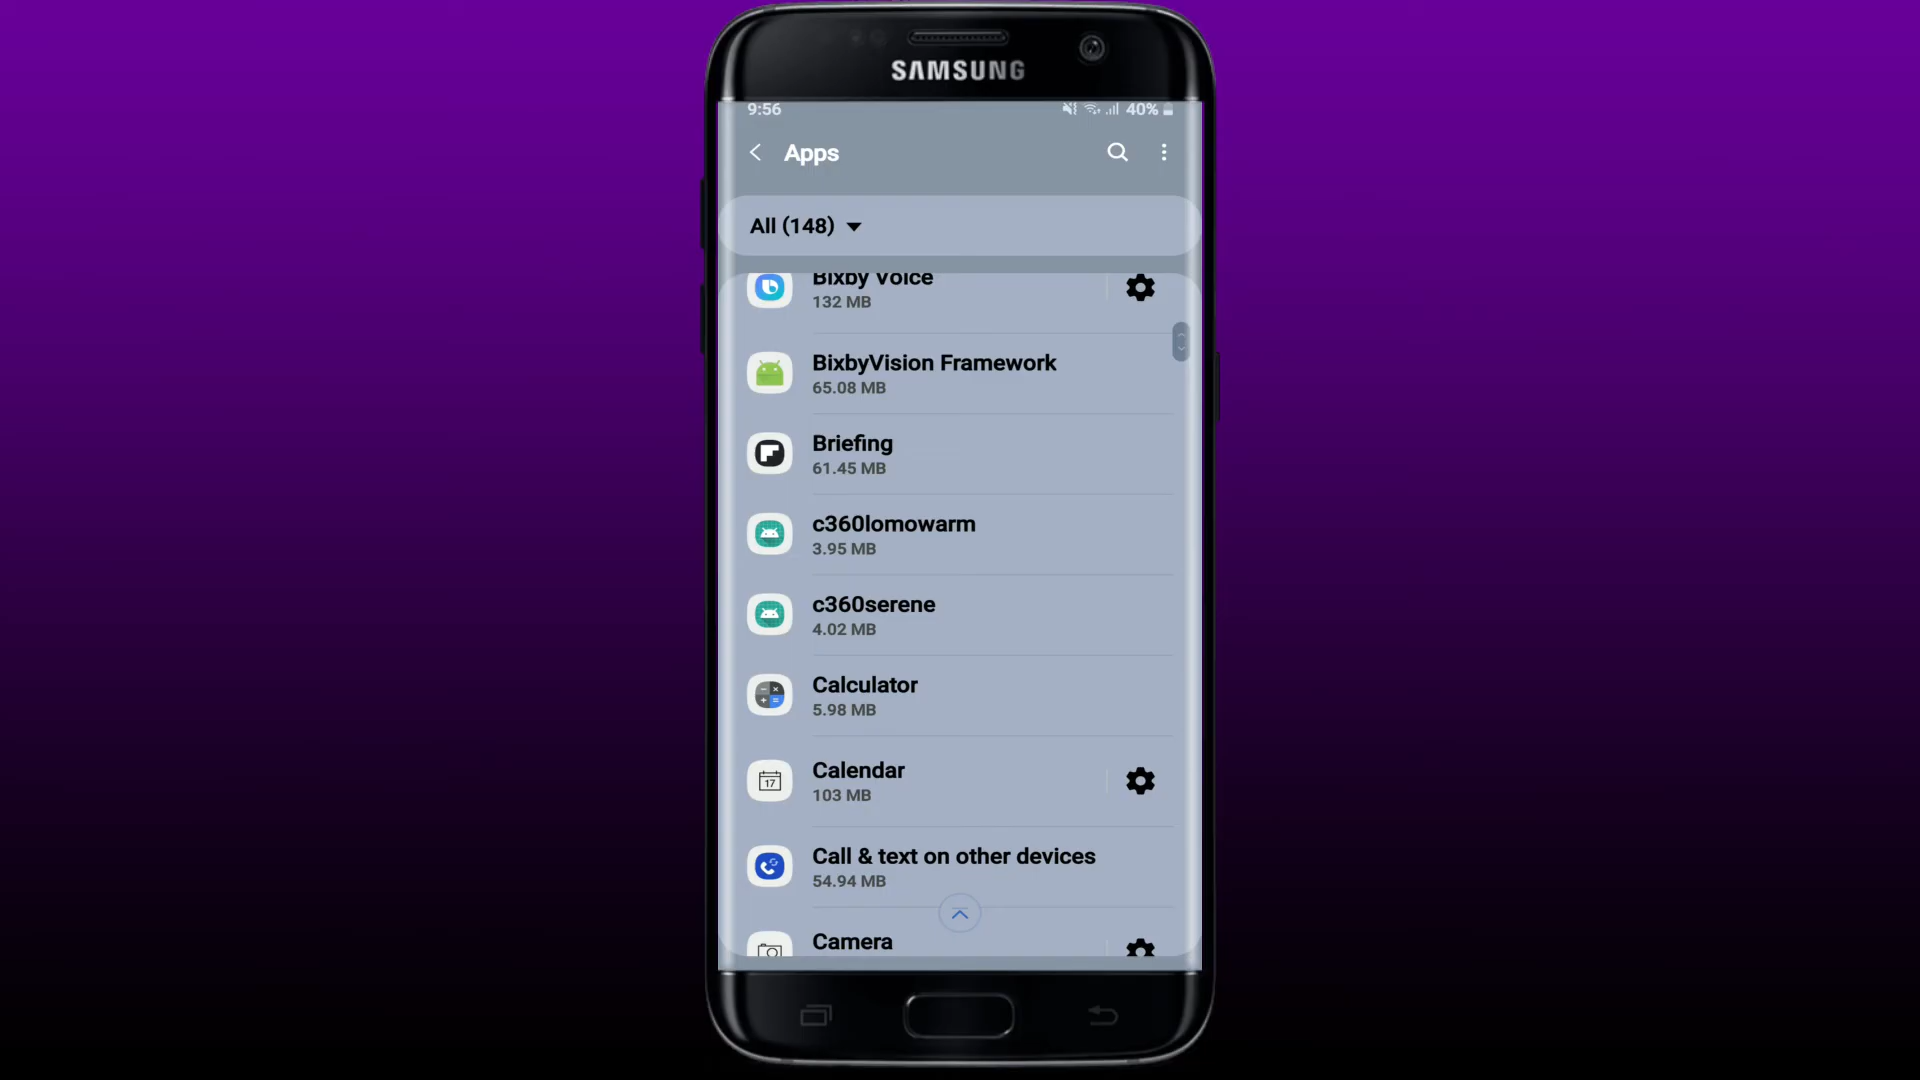 SAMSUNG
9:56
40%
Apps
All (148)
Bixby Voice
132 MB
BixbyVision Framework
65.08 MB
Briefing
61.45 MB
c360lomowarm
3.95 MB
c360serene
4.02 MB
Calculator
5.98 MB
17
Calendar
103 MB
Call & text on other devices
54.94 MB
Camera